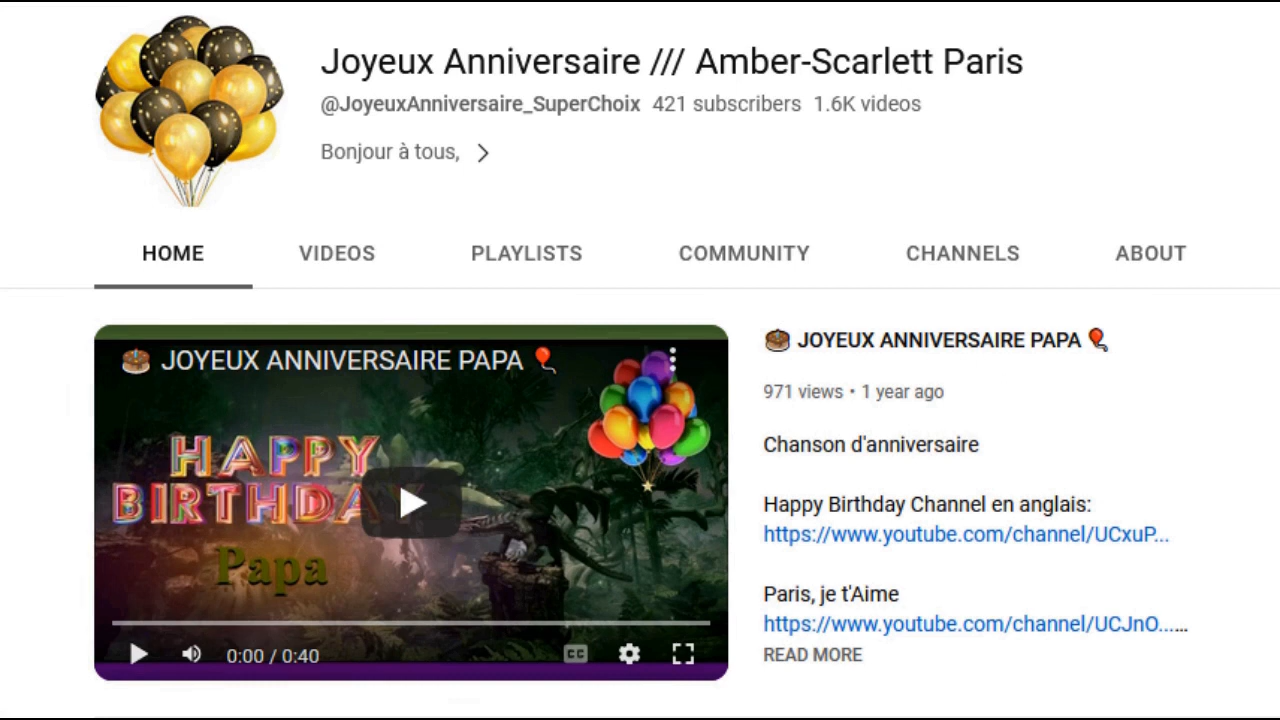 Joyeux Anniversaire /// Amber-Scarlett Paris
@JoyeuxAnniversaire_SuperChoix 421 subscribers 1.6K videos
Bonjour à tous,
HOME VIDEOS PLAYLISTS COMMUNITY CHANNELS ABOUT
JOYEUX ANNIVERSAIRE PAPA
HAPPY
BIRTHDAY
Papa
0:00 / 0:40
CC
JOYEUX ANNIVERSAIRE PAPA
971 views • 1 year ago
Chanson d'anniversaire
Happy Birthday Channel en anglais:
https://www.youtube.com/channel/UCxuP...
Paris, je t'Aime
https://www.youtube.com/channel/UCJnO......
READ MORE